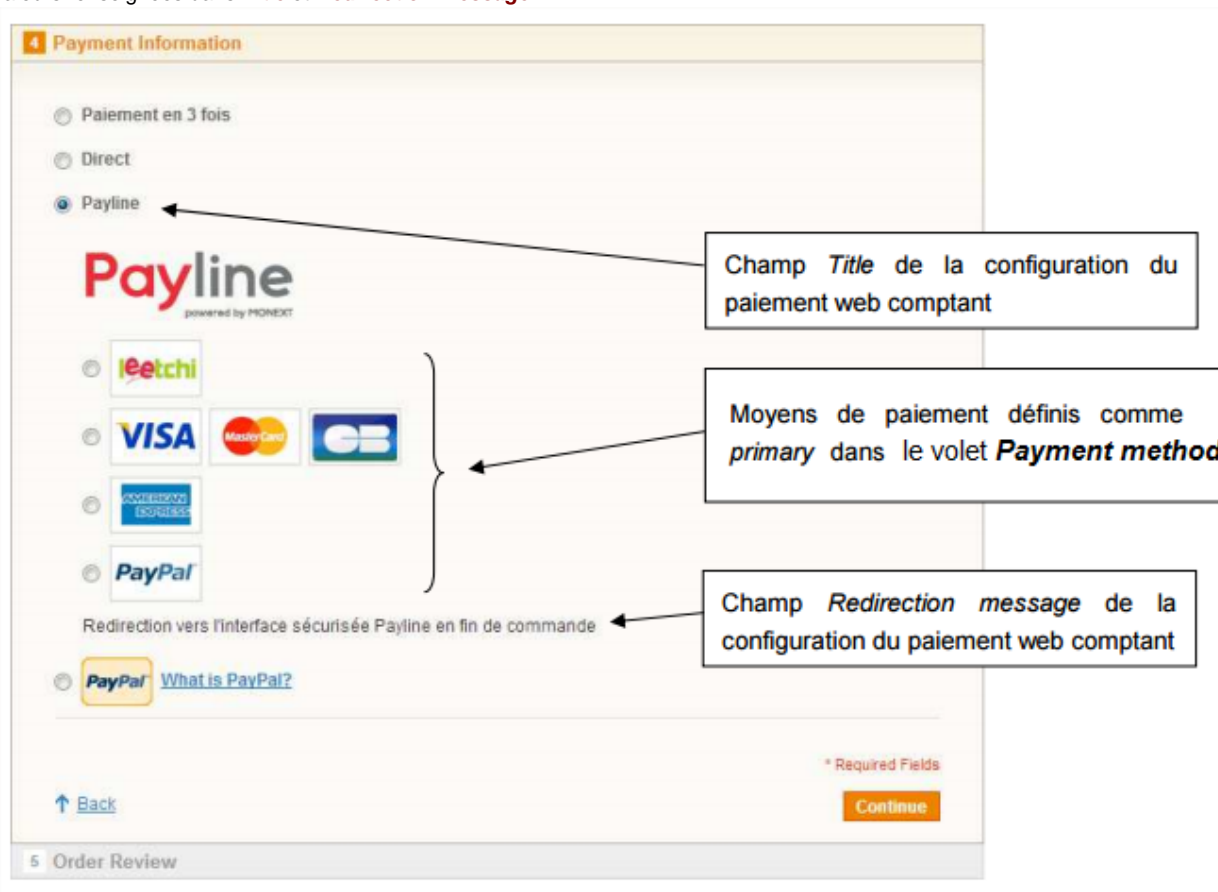 4 Payment Information
Paiement en 3 fois
Direct
Payline
Payline
powered by MONEXT
Champ Title de la configuration du
paiement web comptant
leetchi
VISA MasterCard CB
AMERICAN
EXPRESS
PayPal
Moyens de paiement définis comme
primary dans le volet Payment method
Redirection vers l'interface sécurisée Payline en fin de commande
Champ Redirection message de la
configuration du paiement web comptant
PayPal What is PayPal?
* Required Fields
Back
Continue
5 Order Review